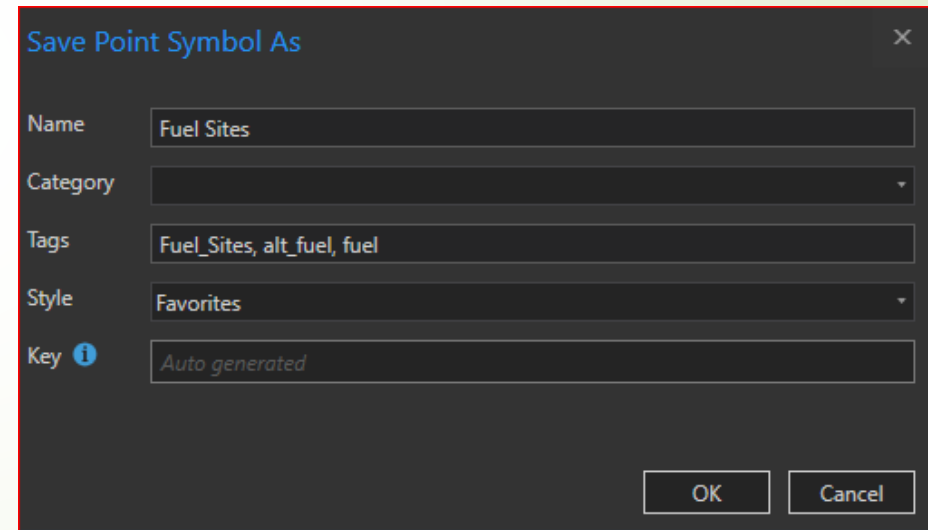 Save Point Symbol As
Name Fuel Sites
Category
Tags Fuel_Sites, alt_fuel, fuel
Style Favorites
Key Auto generated
OK Cancel